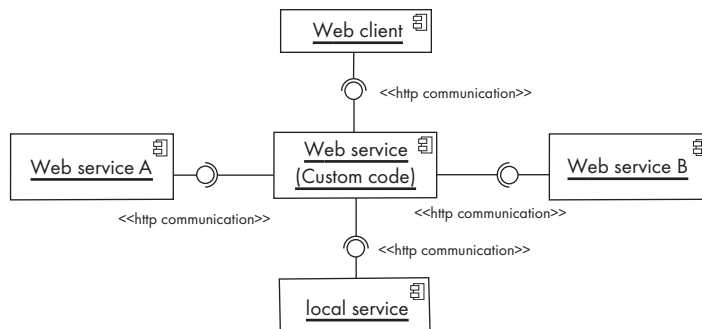 Web client
<<http communication>>
Web service A
Web service
(Custom code)
Web service B
<<http communication>>
<<http communication>>
<<http communication>>
local service